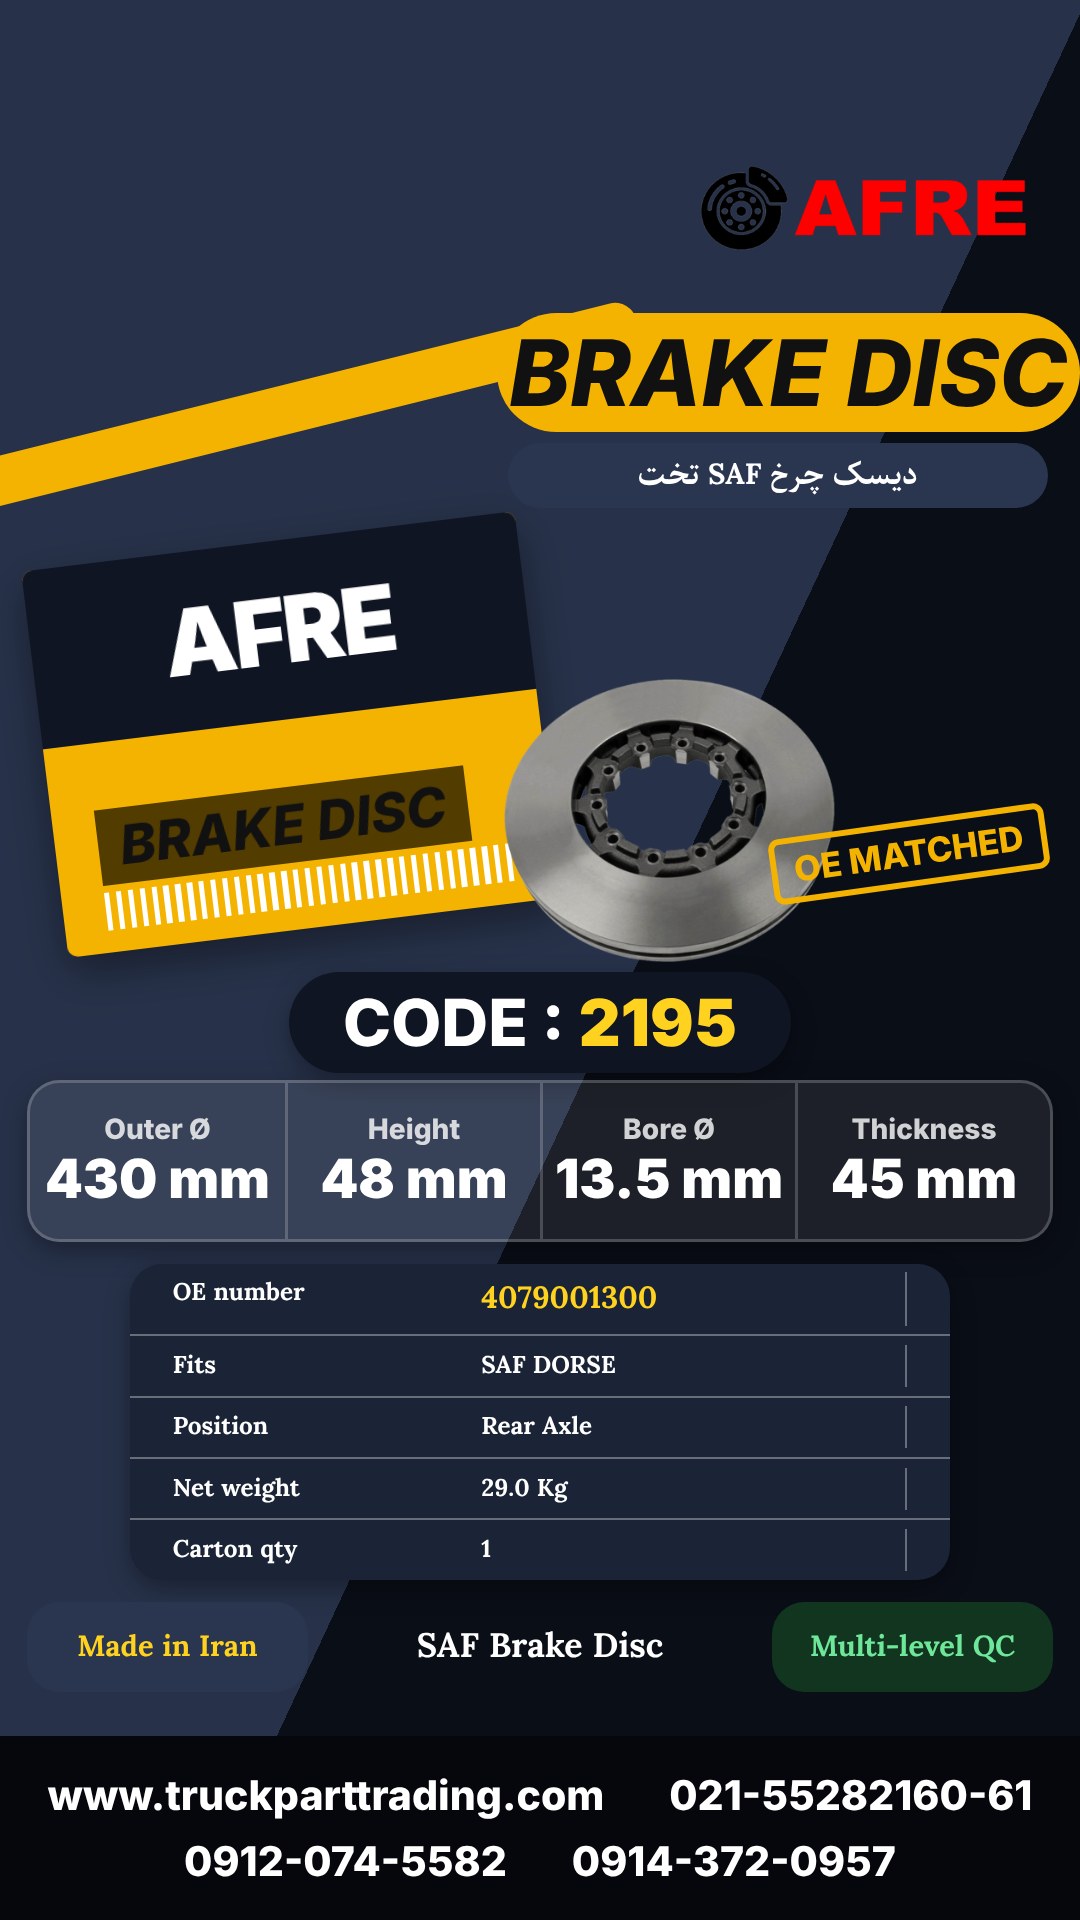 AFRE
BRAKE DISC
دیسک چرخ SAF تخت
AFRE
BRAKE DISC
OE MATCHED
CODE : 2195
Outer Ø
430 mm
Height
48 mm
Bore Ø
13.5 mm
Thickness
45 mm
OE number 4079001300
Fits SAF DORSE
Position Rear Axle
Net weight 29.0 Kg
Carton qty 1
Made in Iran
SAF Brake Disc
Multi-level QC
www.truckparttrading.com 021-55282160-61
0912-074-5582 0914-372-0957